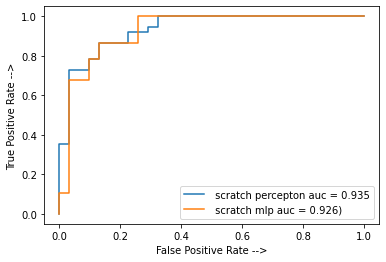 1.0
0.8
0.6
0.4
0.2
0.0
True Positive Rate -->
scratch percepton auc = 0.935
scratch mlp auc = 0.926)
0.0 0.2 0.4 0.6 0.8 1.0
False Positive Rate -->